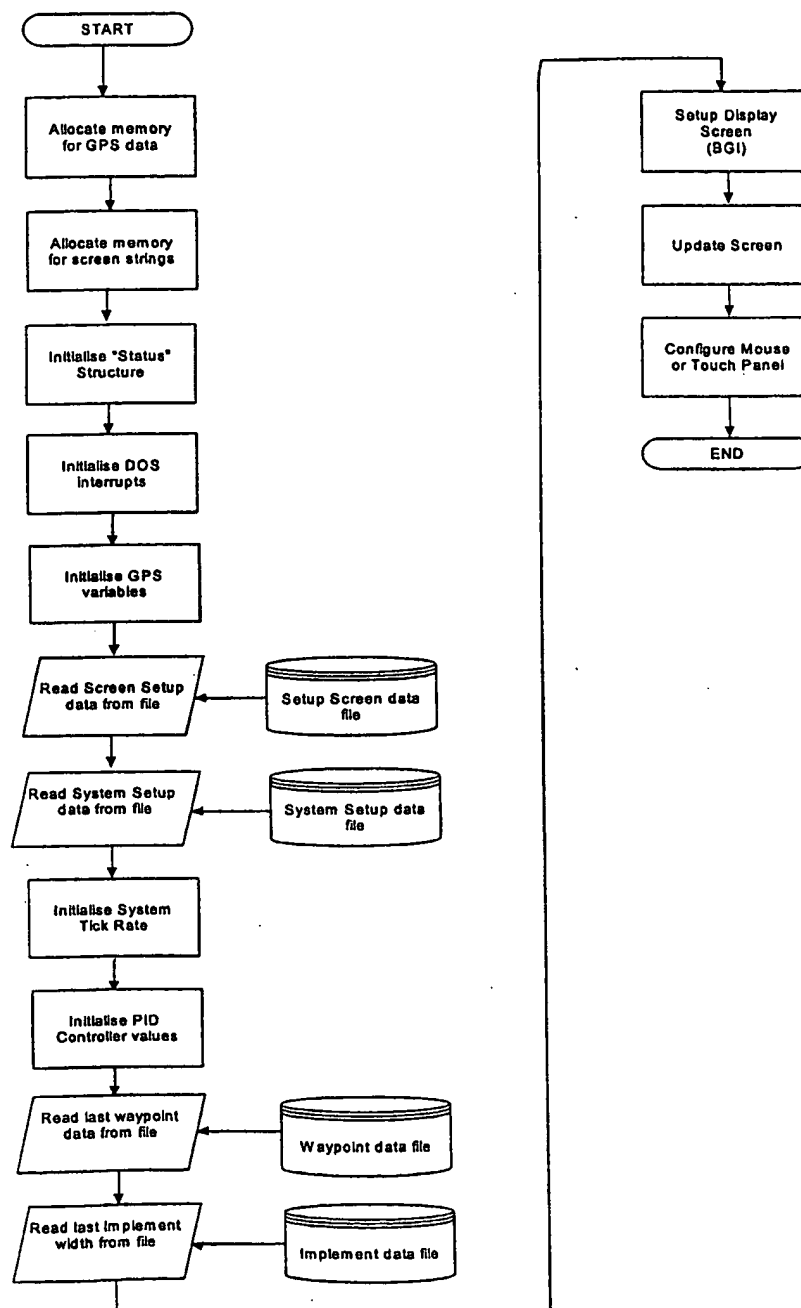 START
Allocate memory
for GPS data
Allocate memory
for screen strings
Initialise "Status"
Structure
Initialise DOS
interrupts
Initialise GPS
variables
Read Screen Setup
data from file
Setup Screen data
file
Read System Setup
data from file
System Setup data
file
Initialise System
Tick Rate
Initialise PID
Controller values
Read last waypoint
data from file
Waypoint data file
Read last implement
width from file
Implement data file
Setup Display
Screen
(BGI)
Update Screen
Configure Mouse
or Touch Panel
END